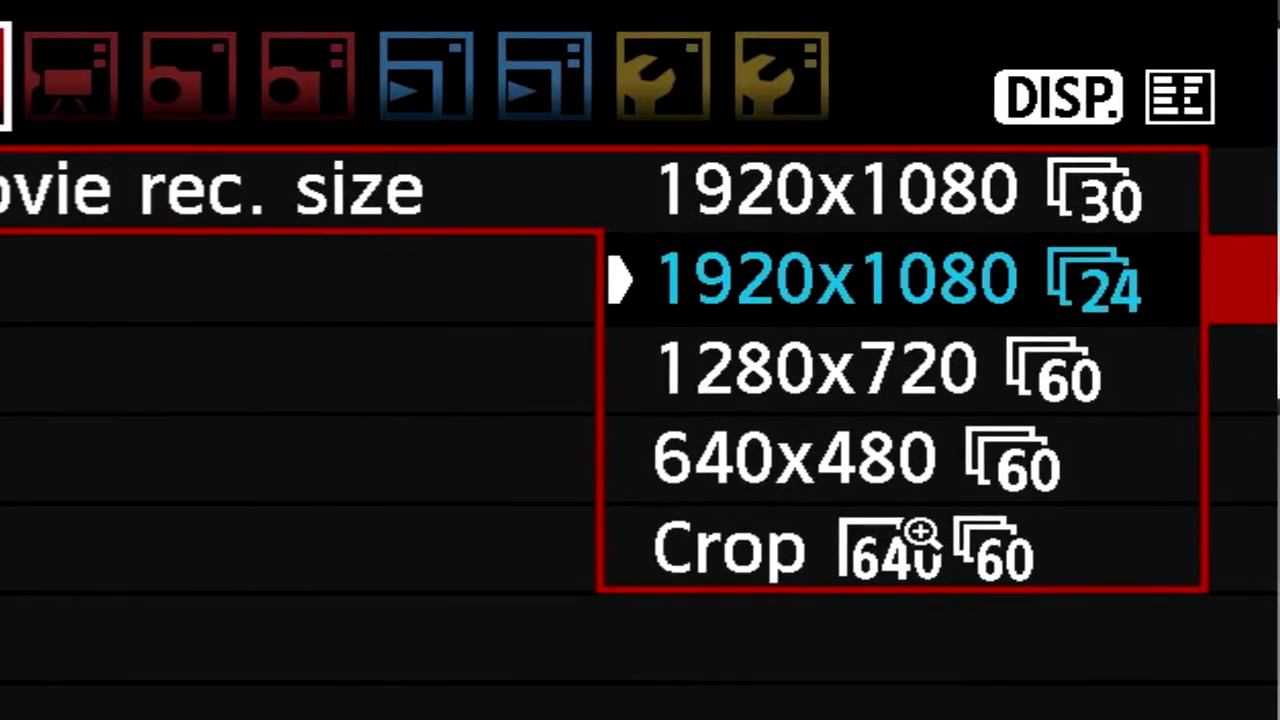 DISP.
ovie rec. size
1920x1080 30
1920x1080 24
1280x720 60
640x480 60
Crop 640 60